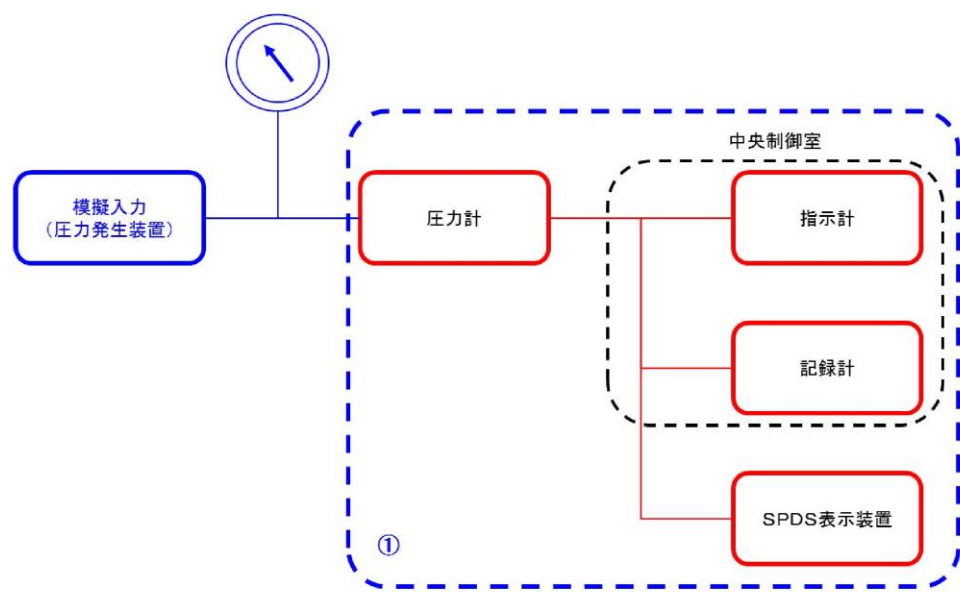 中央制御室
模擬入力
（圧力発生装置）
圧力計
指示計
記録計
SPDS表示装置
①